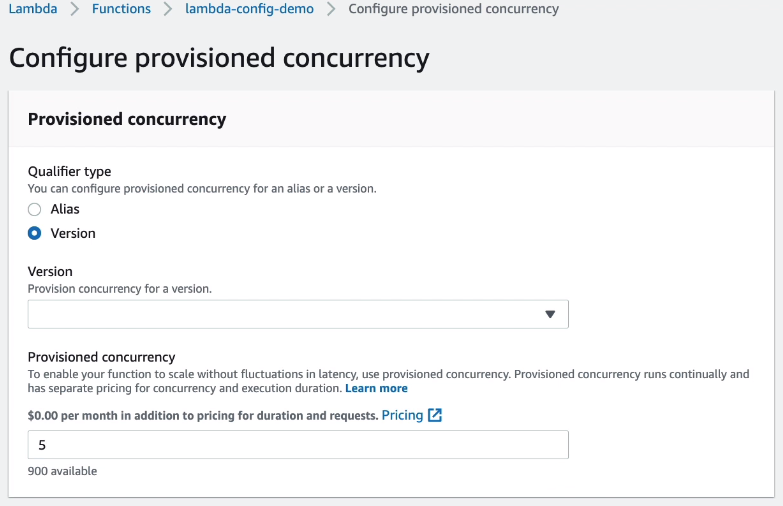 Lambda > Functions > lambda-config-demo > Configure provisioned concurrency
Configure provisioned concurrency
Provisioned concurrency
Qualifier type
You can configure provisioned concurrency for an alias or a version.
Alias
Version
Version
Provision concurrency for a version.
Provisioned concurrency
To enable your function to scale without fluctuations in latency, use provisioned concurrency. Provisioned concurrency runs continually and
has separate pricing for concurrency and execution duration. Learn more
$0.00 per month in addition to pricing for duration and requests. Pricing
5
900 available